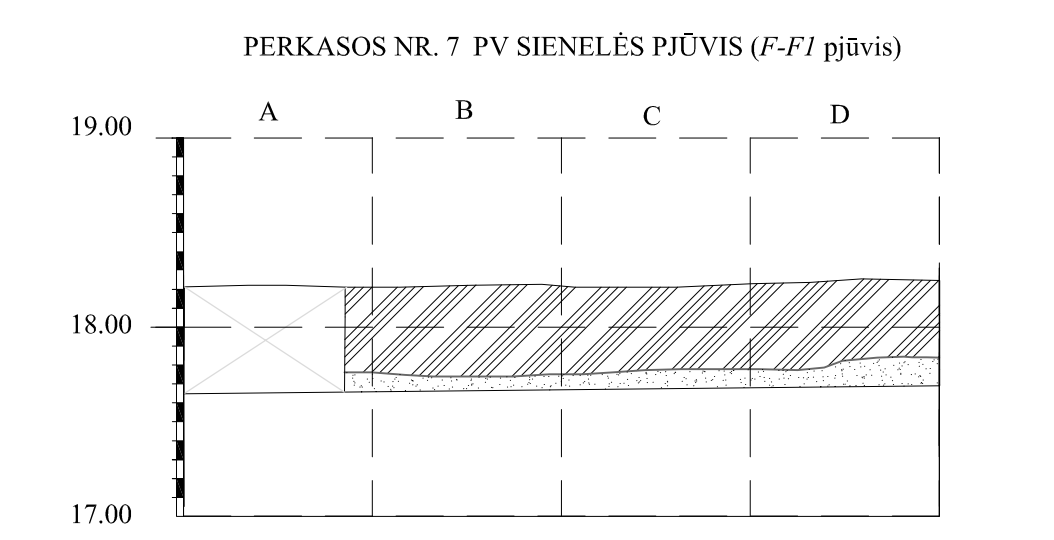 PERKASOS NR. 7 PV SIENELĖS PJŪVIS (F-F1 pjūvis)
A B C D
19.00
18.00
17.00